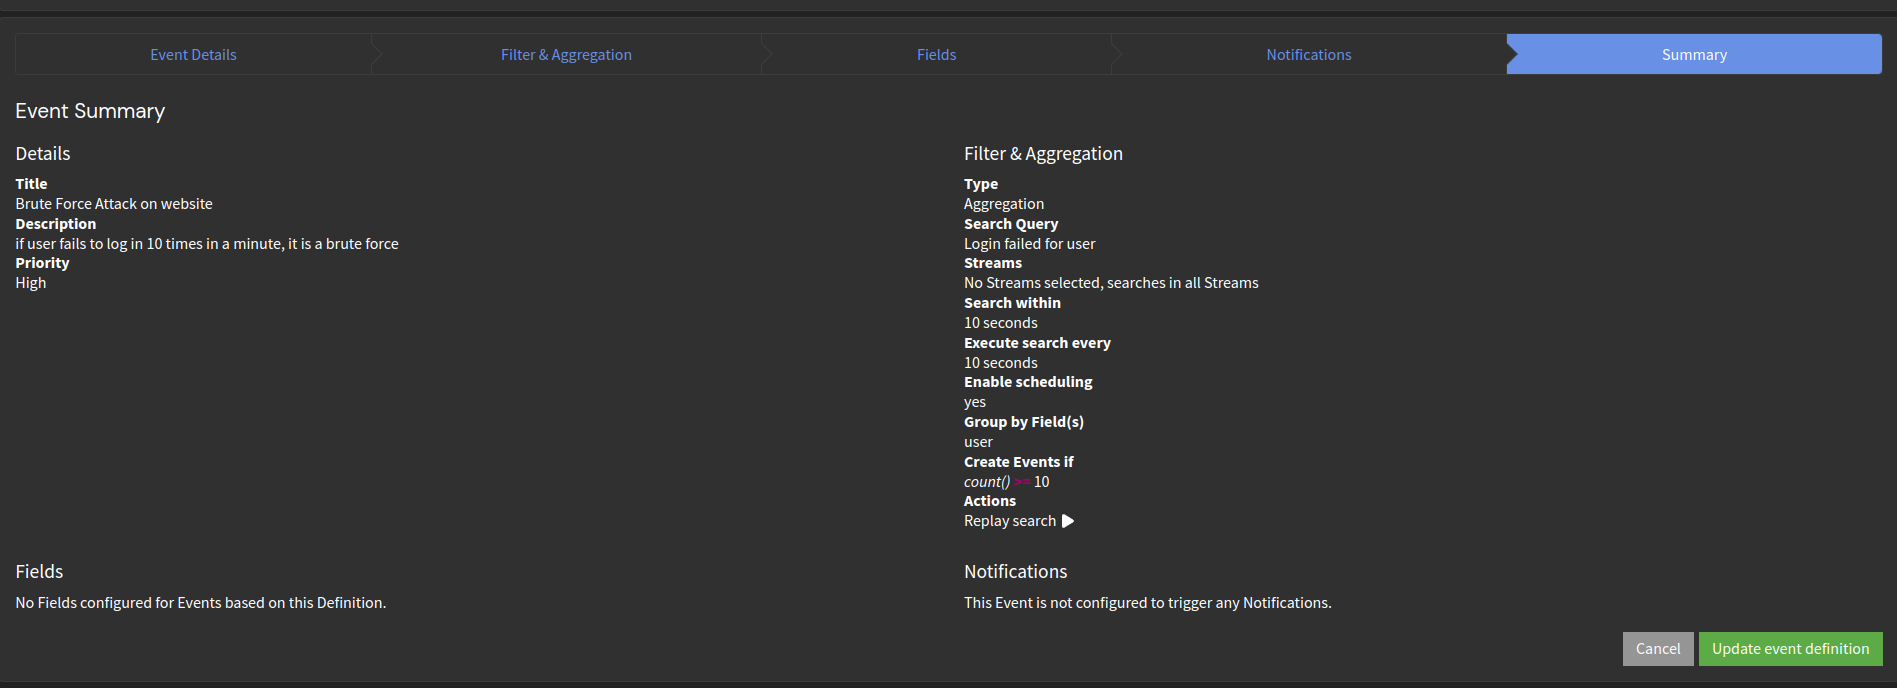 Event Details
Filter & Aggregation
Fields
Notifications
Summary
Event Summary
Details
Title
Brute Force Attack on website
Description
if user fails to log in 10 times in a minute, it is a brute force
Priority
High
Filter & Aggregation
Type
Aggregation
Search Query
Login failed for user
Streams
No Streams selected, searches in all Streams
Search within
10 seconds
Execute search every
10 seconds
Enable scheduling
yes
Group by Field(s)
user
Create Events if
count() >= 10
Actions
Replay search
Fields
No Fields configured for Events based on this Definition.
Notifications
This Event is not configured to trigger any Notifications.
Cancel
Update event definition